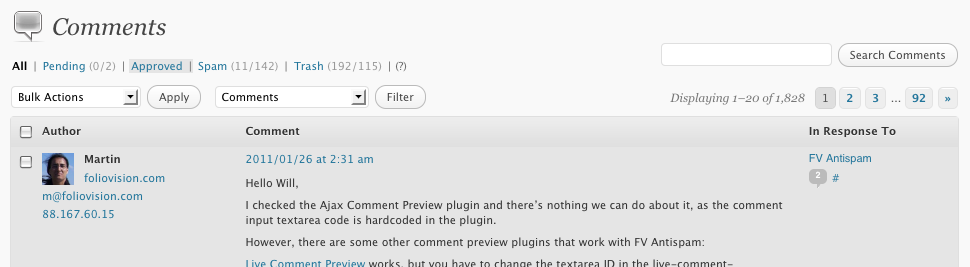 Comments
Search Comments
All | Pending (0/2) | Approved | Spam (11/142) | Trash (192/115) | (?)
Bulk Actions Apply Comments Filter Displaying 1–20 of 1,828 1 2 3 ... 92 »
Author Comment In Response To
Martin 2011/01/26 at 2:31 am FV Antispam
foliovision.com 2 #
m@foliovision.com Hello Will,
88.167.60.15
I checked the Ajax Comment Preview plugin and there's nothing we can do about it, as the comment
input textarea code is hardcoded in the plugin.
However, there are some other comment preview plugins that work with FV Antispam:
Live Comment Preview works, but you have to change the textarea ID in the live-comment-